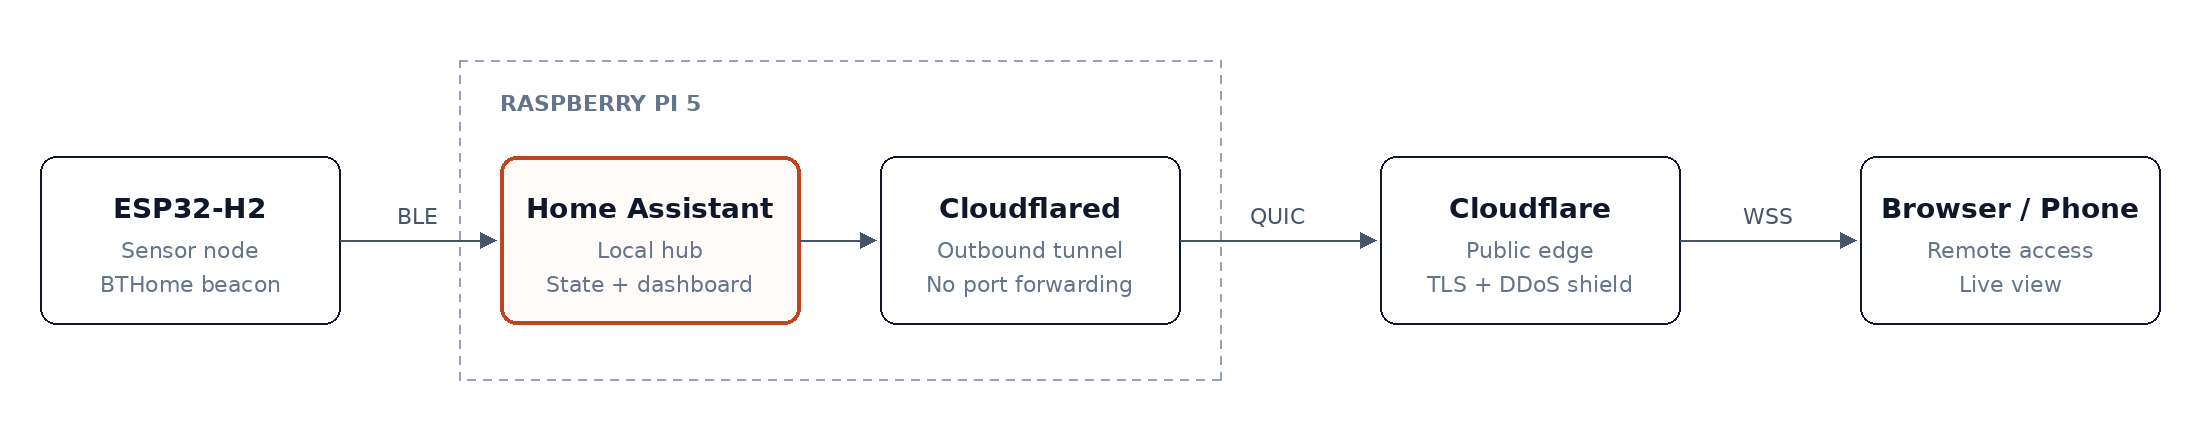 RASPBERRY PI 5
ESP32-H2
Sensor node
BTHome beacon
BLE
Home Assistant
Local hub
State + dashboard
Cloudflared
Outbound tunnel
No port forwarding
QUIC
Cloudflare
Public edge
TLS + DDoS shield
WSS
Browser / Phone
Remote access
Live view